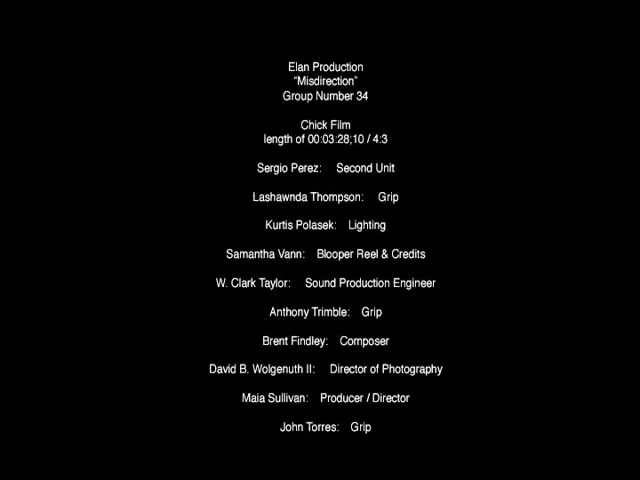 Elan Production
“Misdirection”
Group Number 34
Chick Film
length of 00:03:28;10 / 4:3
Sergio Perez: Second Unit
Lashawnda Thompson: Grip
Kurtis Polasek: Lighting
Samantha Vann: Blooper Reel & Credits
W. Clark Taylor: Sound Production Engineer
Anthony Trimble: Grip
Brent Findley: Composer
David B. Wolgenuth II: Director of Photography
Maia Sullivan: Producer / Director
John Torres: Grip